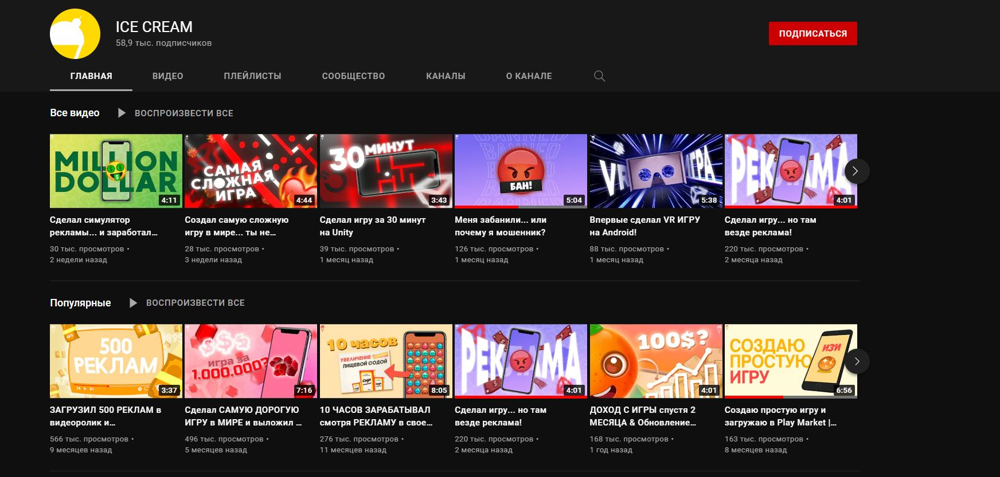 ICE CREAM
58,9 тыс. подписчиков
ПОДПИСАТЬСЯ
ГЛАВНАЯ
ВИДЕО
ПЛЕЙЛИСТЫ
СООБЩЕСТВО
КАНАЛЫ
О КАНАЛЕ
Все видео
ВОСПРОИЗВЕСТИ ВСЕ
MILLION
DOLLAR
4:11
САМАЯ
СЛОЖНАЯ
ИГРА
4:44
30 МИНУТ
3:43
BANNED
BANNED
БАН!
5:04
VR ИГРА
5:38
РЕКЛАМА
4:01
Сделал симулятор
рекламы... и заработал...
30 тыс. просмотров •
2 недели назад
Создал самую сложную
игру в мире... ты не...
28 тыс. просмотров •
3 недели назад
Сделал игру за 30 минут
на Unity
39 тыс. просмотров •
1 месяц назад
Меня забанили... или
почему я мошенник?
126 тыс. просмотров •
1 месяц назад
Впервые сделал VR ИГРУ
на Android!
88 тыс. просмотров •
1 месяц назад
Сделал игру... но там
везде реклама!
220 тыс. просмотров •
2 месяца назад
Популярные
ВОСПРОИЗВЕСТИ ВСЕ
500
РЕКЛАМ
3:37
$$$
игра за
1.000.000?
7:16
10 часов
УВЕЛИЧЕНИЕ
ПИЩЕВОЙ СОДОЙ
Сода
8:05
РЕКЛАМА
4:01
100$?
4:01
СОЗДАЮ
ПРОСТУЮ
ИГРУ
ИЗИ
6:56
ЗАГРУЗИЛ 500 РЕКЛАМ в
видеоролик и...
566 тыс. просмотров •
9 месяцев назад
Сделал САМУЮ ДОРОГУЮ
ИГРУ в МИРЕ и выложил ...
496 тыс. просмотров •
5 месяцев назад
10 ЧАСОВ ЗАРАБАТЫВАЛ
смотря РЕКЛАМУ в свое...
276 тыс. просмотров •
11 месяцев назад
Сделал игру... но там
везде реклама!
220 тыс. просмотров •
2 месяца назад
ДОХОД С ИГРЫ спустя 2
МЕСЯЦА & Обновление...
168 тыс. просмотров •
1 год назад
Создаю простую игру и
загружаю в Play Market |...
163 тыс. просмотров •
8 месяцев назад